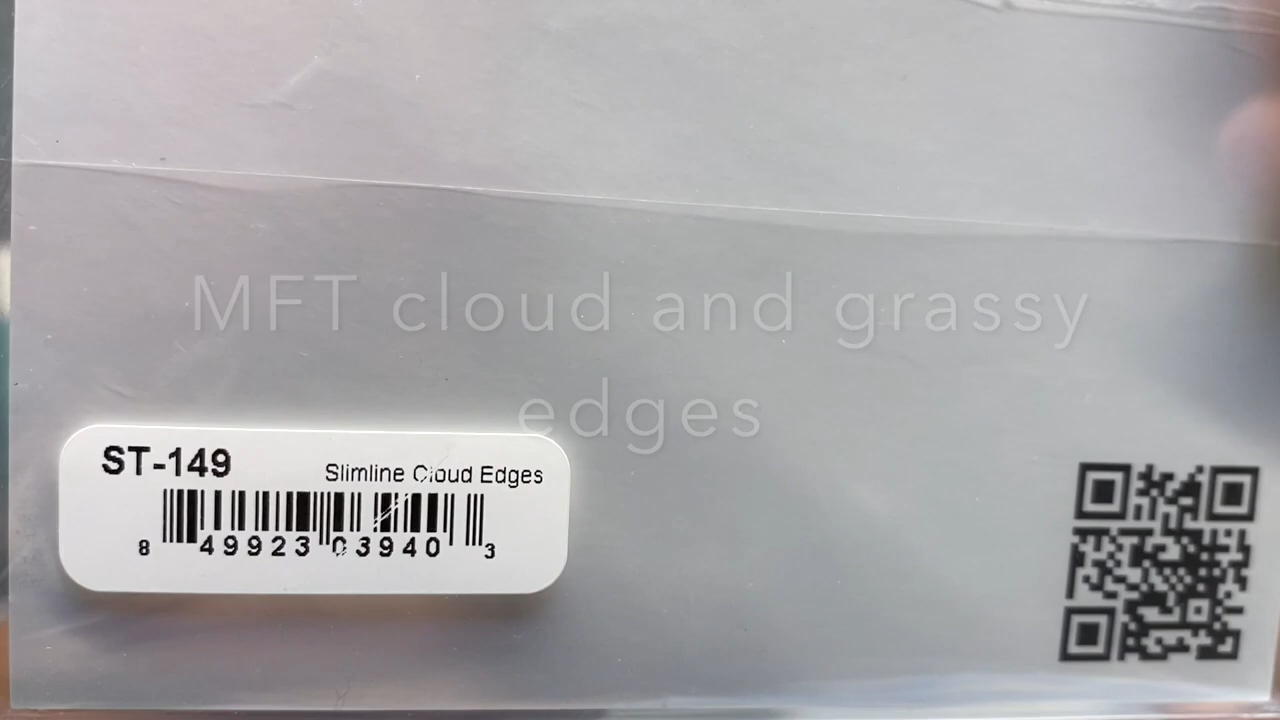 MFT cloud and grassy
edges
ST-149
Slimline Cloud Edges
8 49923 03940 3